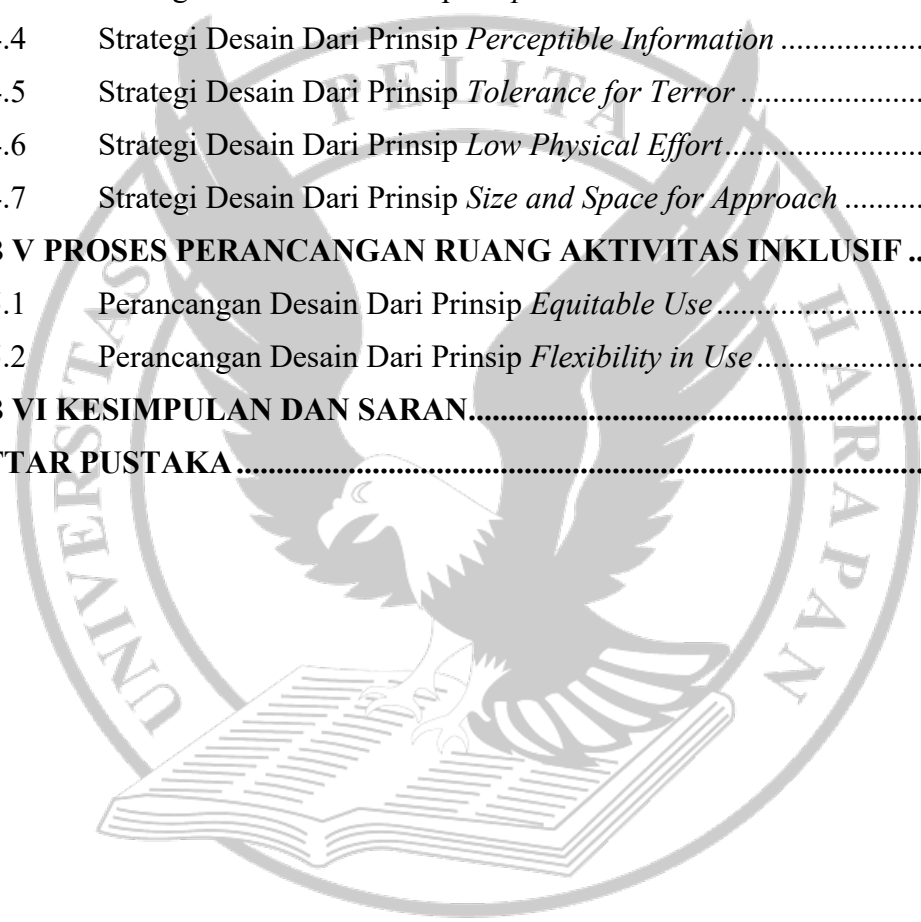 .4 Strategi Desain Dari Prinsip Perceptible Information ....................
.5 Strategi Desain Dari Prinsip Tolerance for Terror .......................
.6 Strategi Desain Dari Prinsip Low Physical Effort.........................
.7 Strategi Desain Dari Prinsip Size and Space for Approach .........
V PROSES PERANCANGAN RUANG AKTIVITAS INKLUSIF ..
.1 Perancangan Desain Dari Prinsip Equitable Use..........................
.2 Perancangan Desain Dari Prinsip Flexibility in Use.....................
VI KESIMPULAN DAN SARAN....................................................
TAR PUSTAKA..............................................................................
UNIVERSITAS PELITA HARAPAN